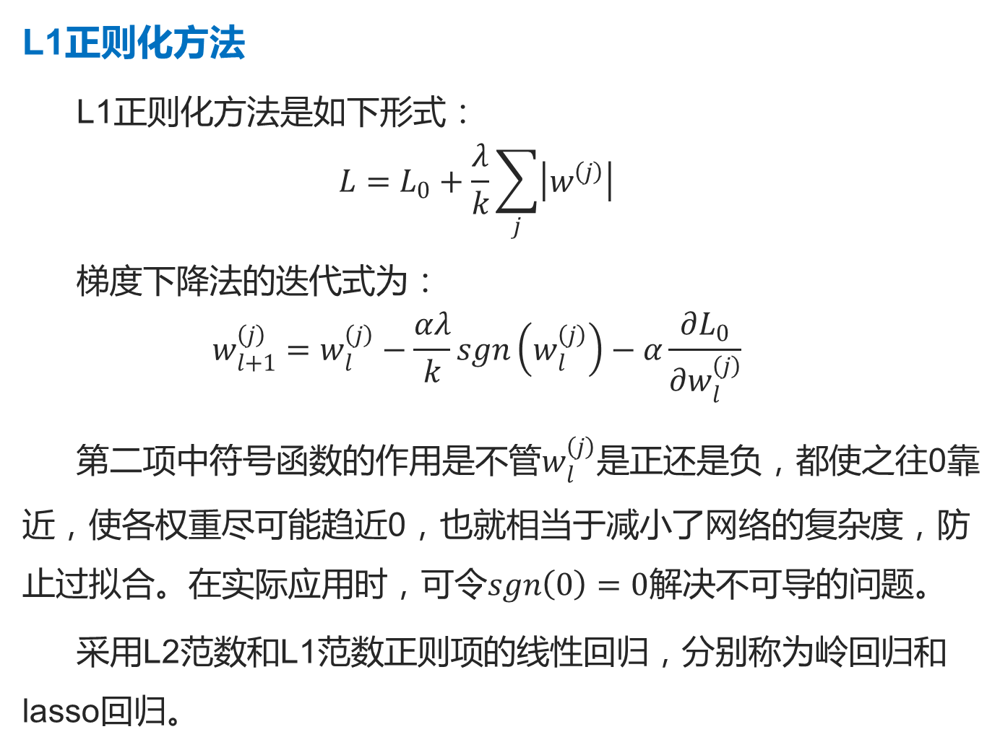 L1正则化方法
L1正则化方法是如下形式：
$L = L_0 + \frac{\lambda}{k}\sum_{j}\left|w^{(j)}\right|$
梯度下降法的迭代式为：
$w_{l+1}^{(j)} = w_l^{(j)} - \frac{\alpha\lambda}{k} sgn\left(w_l^{(j)}\right) - \alpha\frac{\partial L_0}{\partial w_l^{(j)}}$
第二项中符号函数的作用是不管$w_l^{(j)}$是正还是负，都使之往0靠
近，使各权重尽可能趋近0，也就相当于减小了网络的复杂度，防
止过拟合。在实际应用时，可令$sgn(0) = 0$解决不可导的问题。
采用L2范数和L1范数正则项的线性回归，分别称为岭回归和
lasso回归。